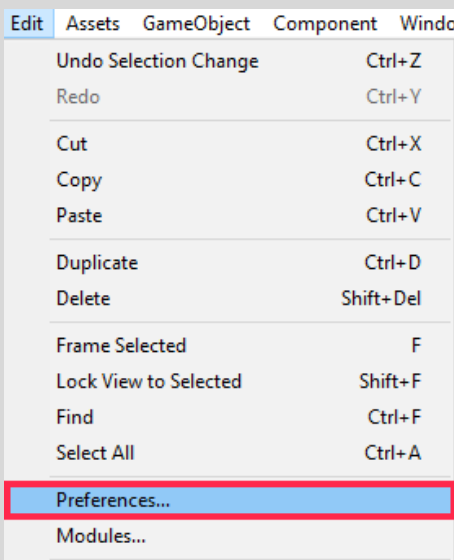 Edit Assets GameObject Component Windo
Undo Selection Change Ctrl+Z
Redo Ctrl+Y
Cut Ctrl+X
Copy Ctrl+C
Paste Ctrl+V
Duplicate Ctrl+D
Delete Shift+Del
Frame Selected F
Lock View to Selected Shift+F
Find Ctrl+F
Select All Ctrl+A
Preferences...
Modules...